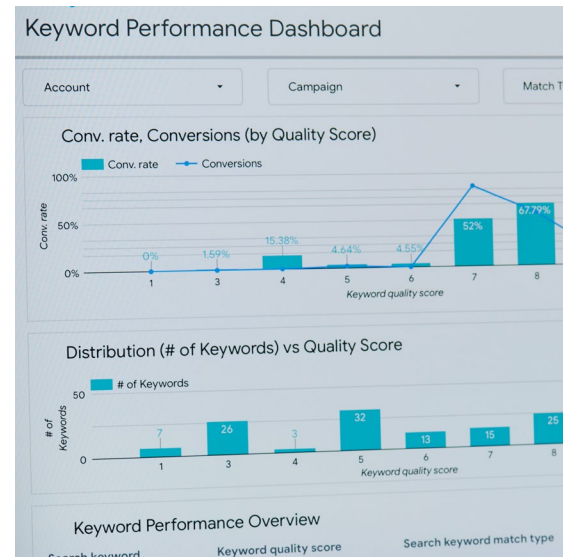 Keyword Performance Dashboard
Account
Campaign
Match T
Conv. rate, Conversions (by Quality Score)
Conv. rate
Conversions
100%
50%
0%
Conv. rate
0%
1.59%
15.38%
4.64%
4.55%
52%
67.79%
1 3 4 5 6 7 8
Keyword quality score
Distribution (# of Keywords) vs Quality Score
# of Keywords
50
0
# of
Keywords
7
26
3
32
13
15
25
1 3 4 5 6 7 8
Keyword quality score
Keyword Performance Overview
Search keyword
Keyword quality score
Search keyword match type